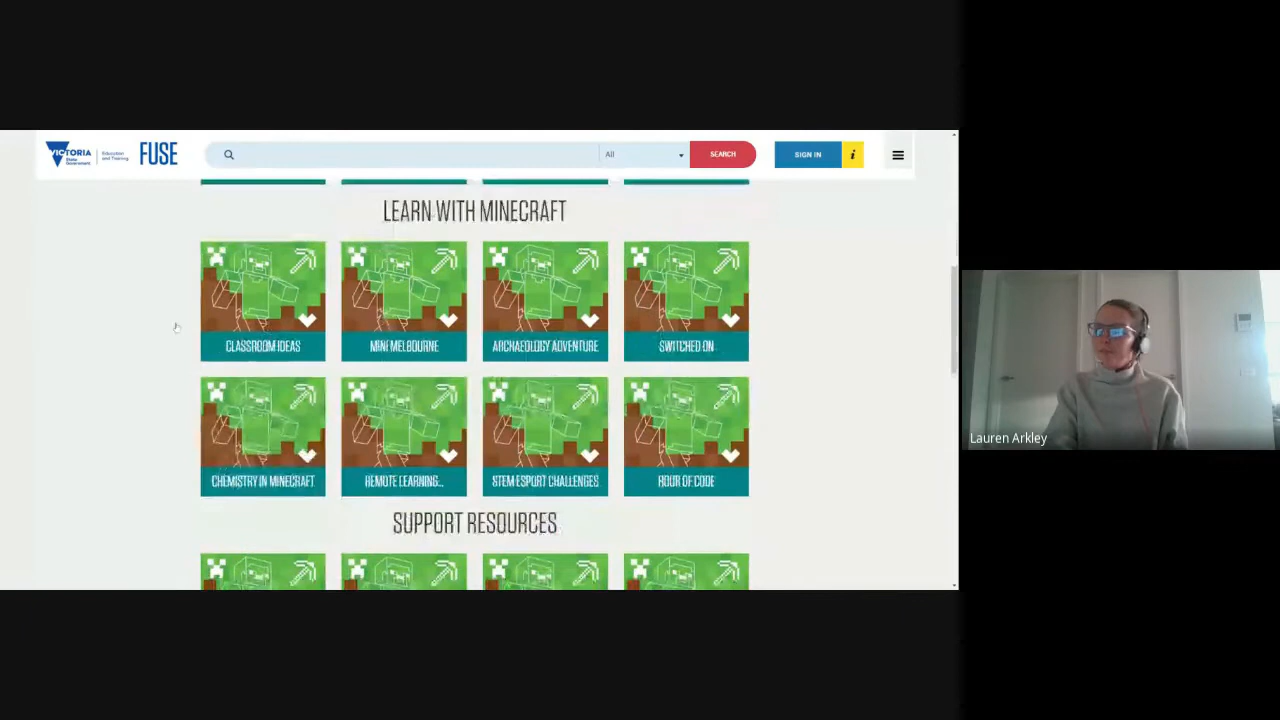 VICTORIA
State
Government
Education
and Training
FUSE
All
SEARCH
SIGN IN
i
LEARN WITH MINECRAFT
CLASSROOM IDEAS
MINI MELBOURNE
ARCHAEOLOGY ADVENTURE
SWITCHED ON
CHEMISTRY IN MINECRAFT
REMOTE LEARNING...
STEM ESPORT CHALLENGES
HOUR OF CODE
SUPPORT RESOURCES
Lauren Arkley